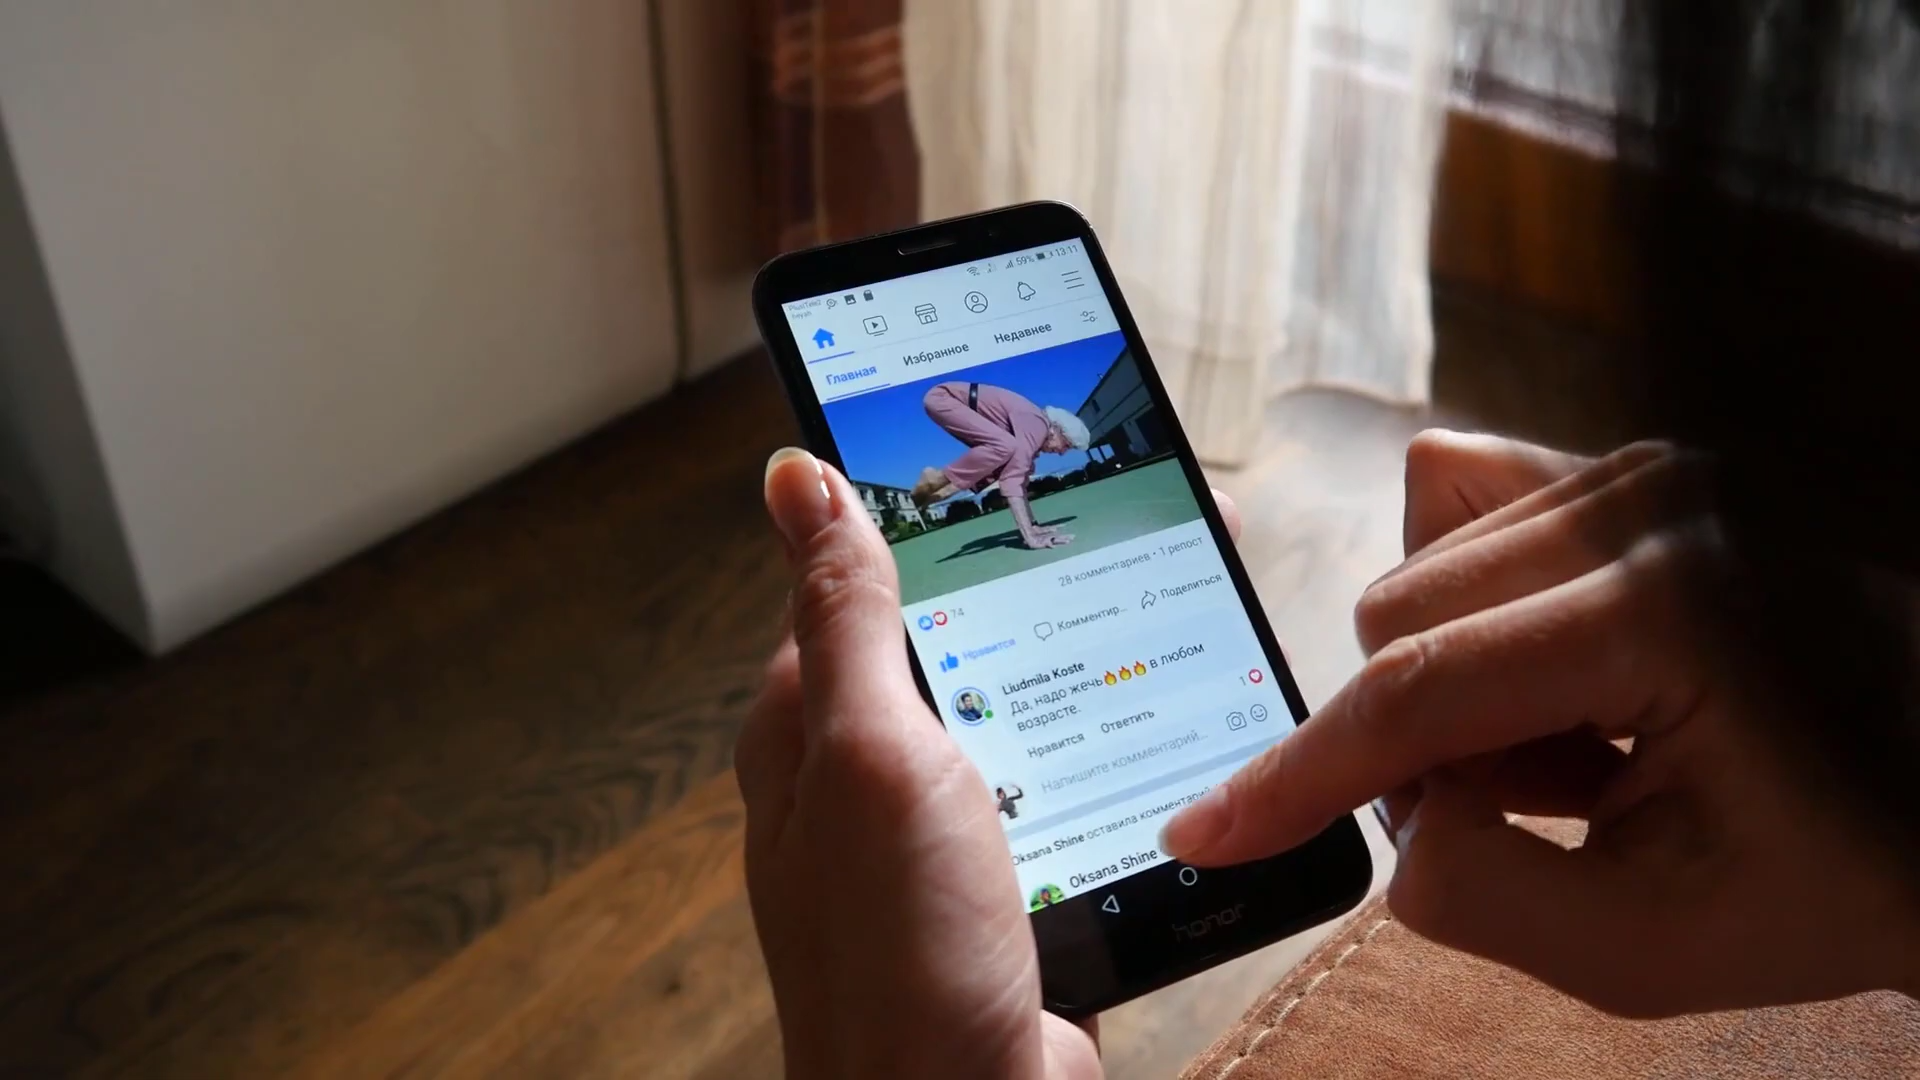 59% 13:11
Главная Избранное Недавнее
74 28 комментариев • 1 репост
Нравится Комментир... Поделиться
Liudmila Koste
Да, надо жечь🔥🔥🔥 в любом
возрасте.
1
Нравится Ответить
Напишите комментарий...
Oksana Shine оставила комментарий
Oksana Shine
honor